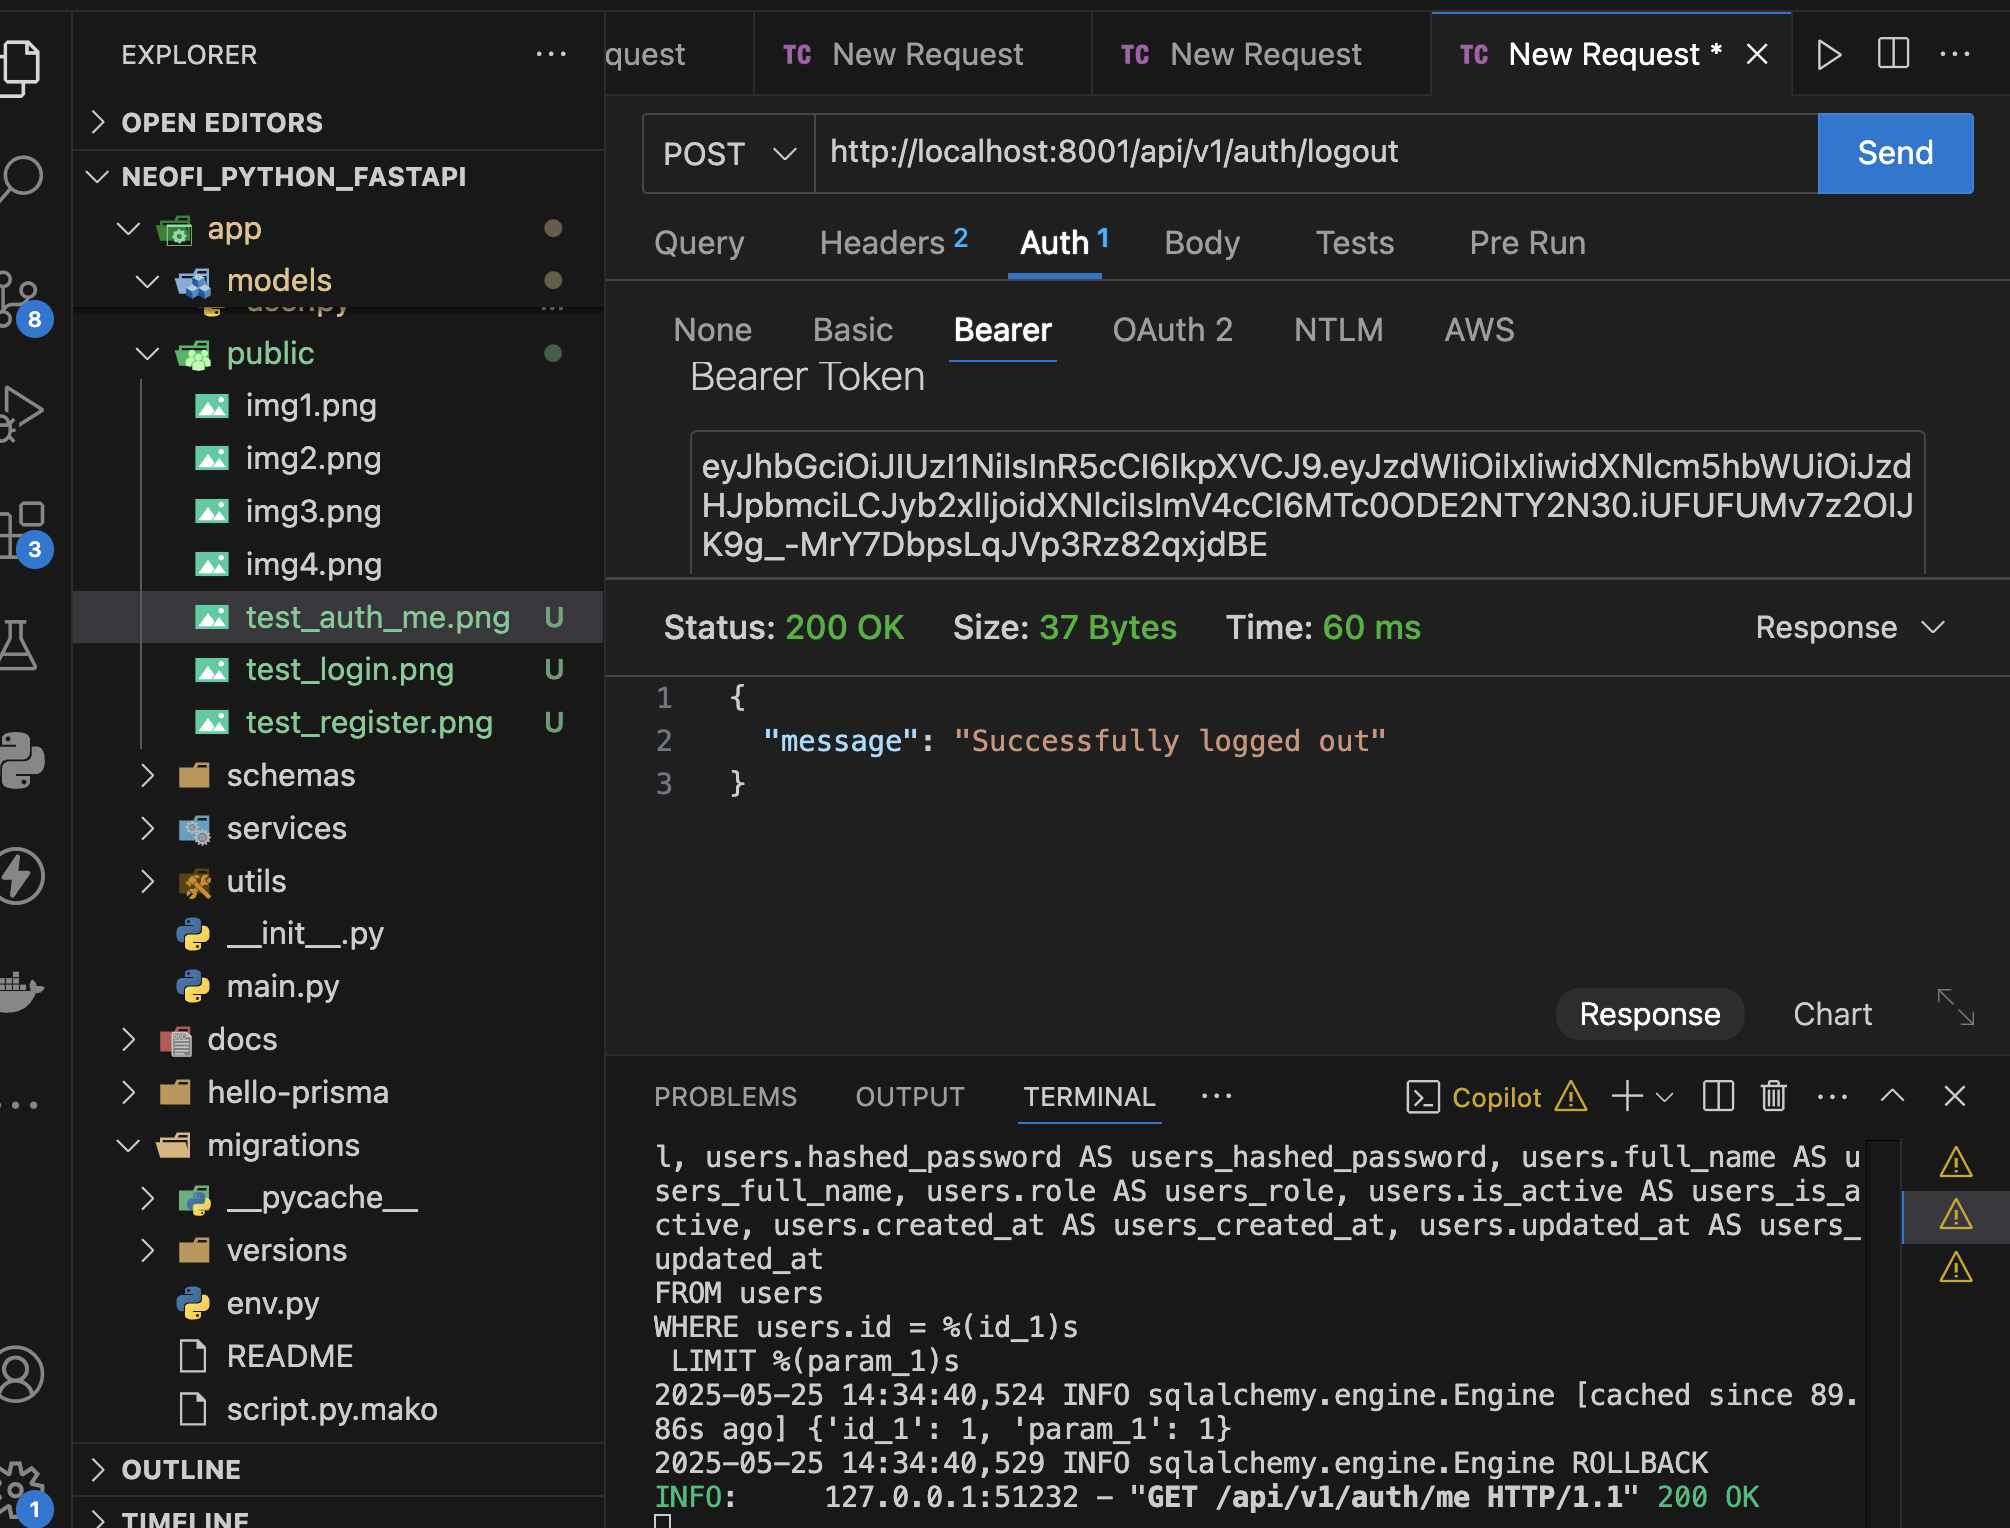 EXPLORER
OPEN EDITORS
NEOFI_PYTHON_FASTAPI
app
models
public
img1.png
img2.png
img3.png
img4.png
test_auth_me.png U
test_login.png U
test_register.png U
schemas
services
utils
__init__.py
main.py
docs
hello-prisma
migrations
__pycache__
versions
env.py
README
script.py.mako
OUTLINE
TIMELINE
8
3
1
quest
TC New Request
TC New Request
TC New Request *
POST
http://localhost:8001/api/v1/auth/logout
Send
Query Headers 2 Auth 1 Body Tests Pre Run
None Basic Bearer OAuth 2 NTLM AWS
Bearer Token
eyJhbGciOiJIUzI1NiIsInR5cCI6IkpXVCJ9.eyJzdWIiOiIxIiwidXNlcm5hbWUiOiJzd
HJpbmciLCJyb2xlIjoidXNlciIsImV4cCI6MTc0ODE2NTY2N30.iUFUFUMv7z2OIJ
K9g_-MrY7DbpsLqJVp3Rz82qxjdBE
Status: 200 OK Size: 37 Bytes Time: 60 ms
Response
1 {
2 "message": "Successfully logged out"
3 }
Response Chart
PROBLEMS OUTPUT TERMINAL
Copilot
l, users.hashed_password AS users_hashed_password, users.full_name AS u
sers_full_name, users.role AS users_role, users.is_active AS users_is_a
ctive, users.created_at AS users_created_at, users.updated_at AS users_
updated_at
FROM users
WHERE users.id = %(id_1)s
LIMIT %(param_1)s
2025-05-25 14:34:40,524 INFO sqlalchemy.engine.Engine [cached since 89.
86s ago] {'id_1': 1, 'param_1': 1}
2025-05-25 14:34:40,529 INFO sqlalchemy.engine.Engine ROLLBACK
INFO: 127.0.0.1:51232 – "GET /api/v1/auth/me HTTP/1.1" 200 OK